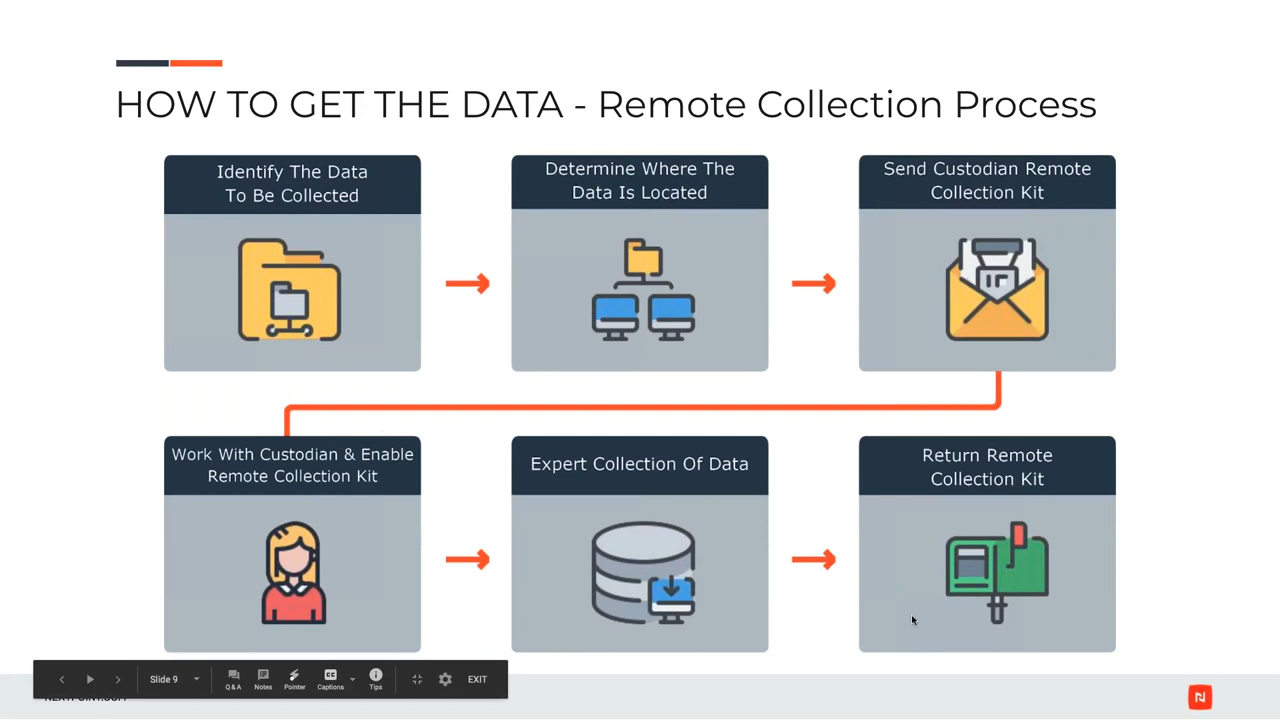 HOW TO GET THE DATA - Remote Collection Process
Identify The Data
To Be Collected
Determine Where The
Data Is Located
Send Custodian Remote
Collection Kit
Work With Custodian & Enable
Remote Collection Kit
Expert Collection Of Data
Return Remote
Collection Kit
Slide 9
Q&A
Notes
Pointer
CC
Captions
Tips
EXIT
N